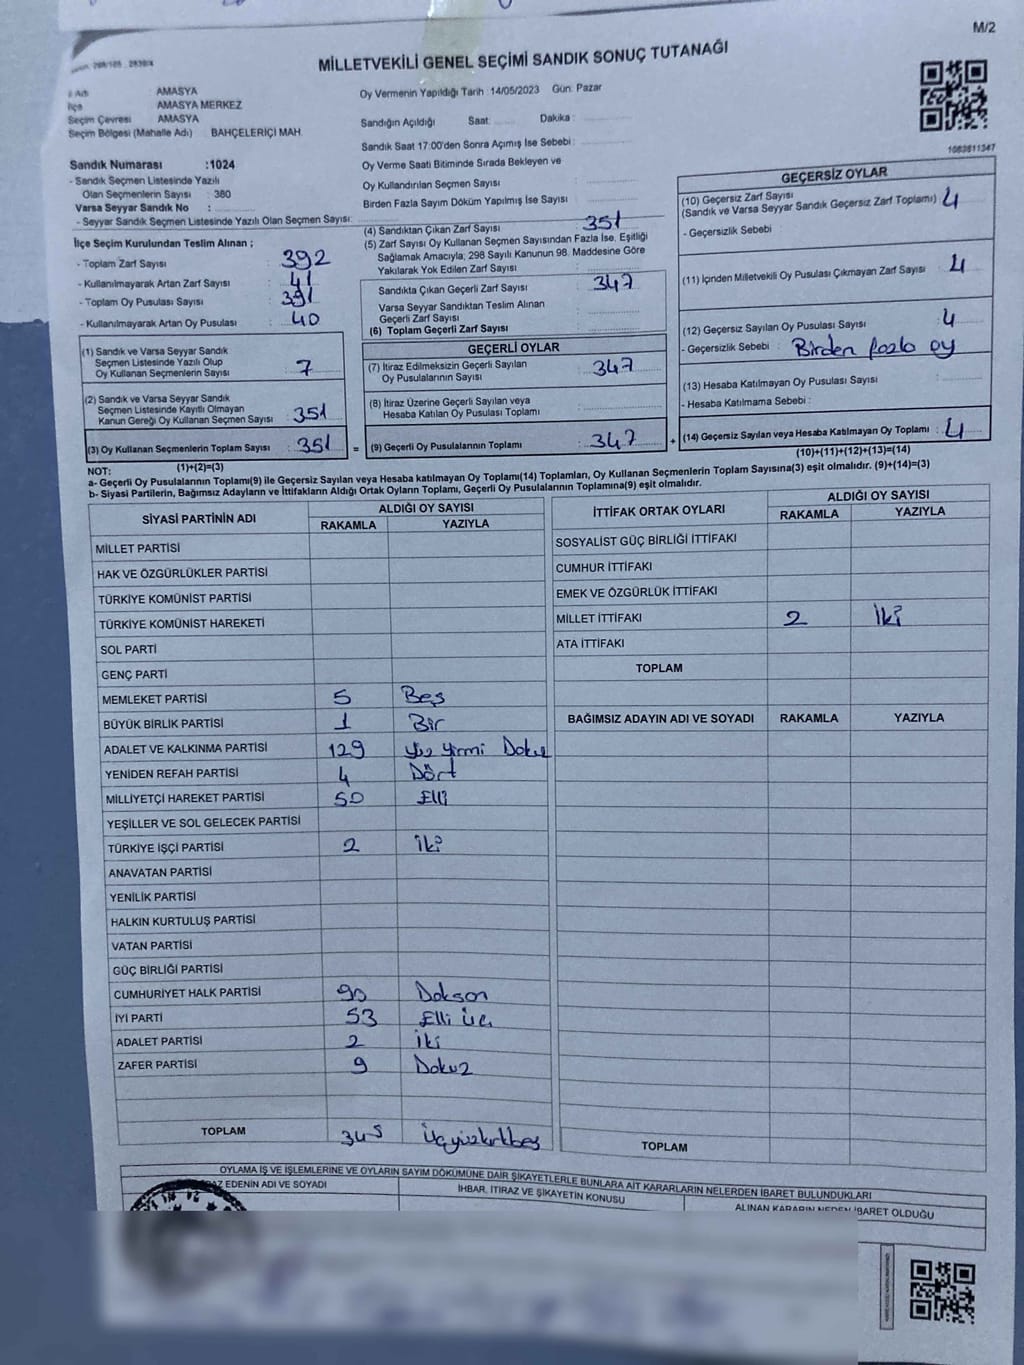 M/2
MİLLETVEKİLİ GENEL SEÇİMİ SANDIK SONUÇ TUTANAĞI
İl Adı AMASYA
İlçe AMASYA MERKEZ
Seçim Çevresi AMASYA
Seçim Bölgesi (Mahalle Adı) : BAHÇELERİÇİ MAH.
Sandık Numarası :1024
- Sandık Seçmen Listesinde Yazılı
Olan Seçmenlerin Sayısı : 380
Varsa Seyyar Sandık No :
- Seyyar Sandık Seçmen Listesinde Yazılı Olan Seçmen Sayısı:
Oy Vermenin Yapıldığı Tarih :14/05/2023 Gün: Pazar
Sandığın Açıldığı Saat: Dakika :
Sandık Saat 17:00'den Sonra Açımış İse Sebebi :
Oy Verme Saati Bitiminde Sırada Bekleyen ve
Oy Kullandırılan Seçmen Sayısı :
Birden Fazla Sayım Döküm Yapılmış İse Sayısı :
1083811347
İlçe Seçim Kurulundan Teslim Alınan ;
- Toplam Zarf Sayısı : 392
- Kullanılmayarak Artan Zarf Sayısı : 41
- Toplam Oy Pusulası Sayısı : 391
- Kullanılmayarak Artan Oy Pusulası : 40
(4) Sandıktan Çıkan Zarf Sayısı : 351
(5) Zarf Sayısı Oy Kullanan Seçmen Sayısından Fazla İse, Eşitliği
Sağlamak Amacıyla; 298 Sayılı Kanunun 98. Maddesine Göre
Yakılarak Yok Edilen Zarf Sayısı :
Sandıkta Çıkan Geçerli Zarf Sayısı : 347
Varsa Seyyar Sandıktan Teslim Alınan
Geçerli Zarf Sayısı :
(6) Toplam Geçerli Zarf Sayısı :
GEÇERSİZ OYLAR
(10) Geçersiz Zarf Sayısı
(Sandık ve Varsa Seyyar Sandık Geçersiz Zarf Toplamı) : 4
- Geçersizlik Sebebi
(11) İçinden Milletvekili Oy Pusulası Çıkmayan Zarf Sayısı : 4
(12) Geçersiz Sayılan Oy Pusulası Sayısı : 4
- Geçersizlik Sebebi : Birden fazla oy
(13) Hesaba Katılmayan Oy Pusulası Sayısı :
- Hesaba Katılmama Sebebi :
(14) Geçersiz Sayılan veya Hesaba Katılmayan Oy Toplamı : 4
(10)+(11)+(12)+(13)=(14)
(1) Sandık ve Varsa Seyyar Sandık
Seçmen Listesinde Yazılı Olup
Oy Kullanan Seçmenlerin Sayısı : 7
(2) Sandık ve Varsa Seyyar Sandık
Seçmen Listesinde Kayıtlı Olmayan
Kanun Gereği Oy Kullanan Seçmen Sayısı : 351
(3) Oy Kullanan Seçmenlerin Toplam Sayısı : 351 =
(1)+(2)=(3)
GEÇERLİ OYLAR
(7) İtiraz Edilmeksizin Geçerli Sayılan
Oy Pusulalarının Sayısı : 347
(8) İtiraz Üzerine Geçerli Sayılan veya
Hesaba Katılan Oy Pusulası Toplamı :
(9) Geçerli Oy Pusulalarının Toplamı : 347 +
NOT:
a- Geçerli Oy Pusulalarının Toplamı(9) ile Geçersiz Sayılan veya Hesaba katılmayan Oy Toplamı(14) Toplamları, Oy Kullanan Seçmenlerin Toplam Sayısına(3) eşit olmalıdır. (9)+(14)=(3)
b- Siyasi Partilerin, Bağımsız Adayların ve İttifakların Aldığı Ortak Oyların Toplamı, Geçerli Oy Pusulalarının Toplamına(9) eşit olmalıdır.
SİYASİ PARTİNİN ADI ALDIĞI OY SAYISI
RAKAMLA YAZIYLA
MİLLET PARTİSİ
HAK VE ÖZGÜRLÜKLER PARTİSİ
TÜRKİYE KOMÜNİST PARTİSİ
TÜRKİYE KOMÜNİST HAREKETİ
SOL PARTİ
GENÇ PARTİ
MEMLEKET PARTİSİ 5 Beş
BÜYÜK BİRLİK PARTİSİ 1 Bir
ADALET VE KALKINMA PARTİSİ 129 Yüz Yirmi Dokuz
YENİDEN REFAH PARTİSİ 4 Dört
MİLLİYETÇİ HAREKET PARTİSİ 50 Elli
YEŞİLLER VE SOL GELECEK PARTİSİ
TÜRKİYE İŞÇİ PARTİSİ 2 İki
ANAVATAN PARTİSİ
YENİLİK PARTİSİ
HALKIN KURTULUŞ PARTİSİ
VATAN PARTİSİ
GÜÇ BİRLİĞİ PARTİSİ
CUMHURİYET HALK PARTİSİ 90 Doksan
İYİ PARTİ 53 Elli Üç
ADALET PARTİSİ 2 İki
ZAFER PARTİSİ 9 Dokuz
TOPLAM 345 Üçyüzkırkbeş
İTTİFAK ORTAK OYLARI ALDIĞI OY SAYISI
RAKAMLA YAZIYLA
SOSYALİST GÜÇ BİRLİĞİ İTTİFAKI
CUMHUR İTTİFAKI
EMEK VE ÖZGÜRLÜK İTTİFAKI
MİLLET İTTİFAKI 2 İki
ATA İTTİFAKI
TOPLAM
BAĞIMSIZ ADAYIN ADI VE SOYADI RAKAMLA YAZIYLA
TOPLAM
OYLAMA İŞ VE İŞLEMLERİNE VE OYLARIN SAYIM DÖKÜMÜNE DAİR ŞİKAYETLERLE BUNLARA AİT KARARLARIN NELERDEN İBARET BULUNDUKLARI
EDENİN ADI VE SOYADI
İHBAR, İTİRAZ VE ŞİKAYETİN KONUSU
ALINAN KARARIN NEDEN İBARET OLDUĞU